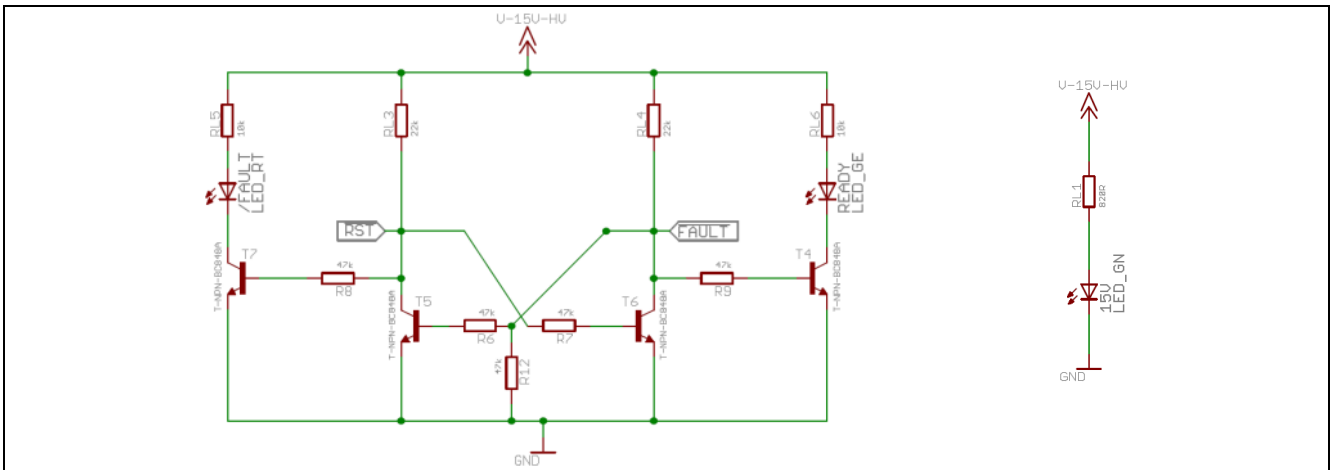 V-15V-HV
RL5
10k
RL3
22k
RL4
22k
RL6
10k
/FAULT
LED_RT
READY
LED_GE
RST
FAULT
T7
T-NPN-BC848A
47k
R8
T5
T-NPN-BC848A
47k
R6
47k
R7
47k
R12
T6
T-NPN-BC848A
47k
R9
T4
T-NPN-BC848A
GND
V-15V-HV
RL1
820R
15V
LED_GN
GND